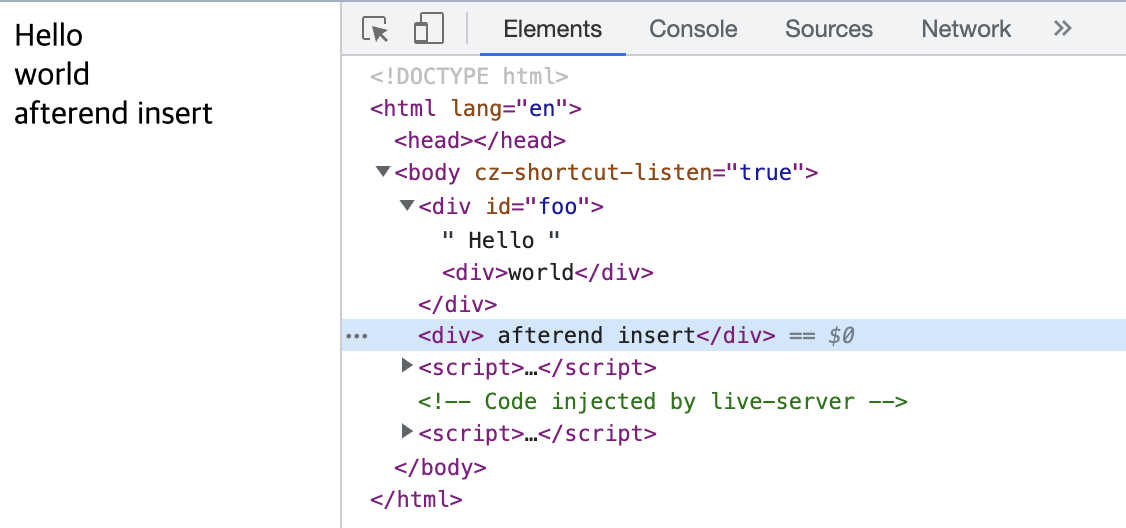 Hello
world
afterend insert
Elements Console Sources Network »
<!DOCTYPE html>
<html lang="en">
<head></head>
▼<body cz-shortcut-listen="true">
▼<div id="foo">
" Hello "
<div>world</div>
</div>
… <div> afterend insert</div> == $0
▶<script>…</script>
<!-- Code injected by live-server -->
▶<script>…</script>
</body>
</html>